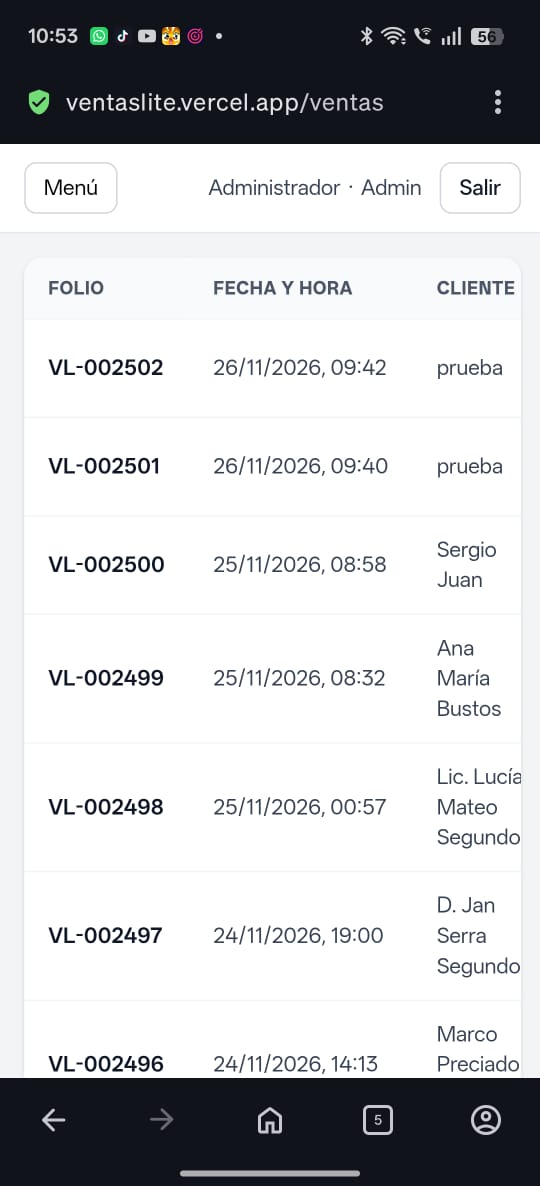 10:53
56
ventaslite.vercel.app/ventas
Menú Administrador · Admin Salir
FOLIO FECHA Y HORA CLIENTE
VL-002502 26/11/2026, 09:42 prueba
VL-002501 26/11/2026, 09:40 prueba
VL-002500 25/11/2026, 08:58 Sergio
Juan
VL-002499 25/11/2026, 08:32 Ana
María
Bustos
VL-002498 25/11/2026, 00:57 Lic. Lucía
Mateo
Segundo
VL-002497 24/11/2026, 19:00 D. Jan
Serra
Segundo
VL-002496 24/11/2026, 14:13 Marco
Preciado
5